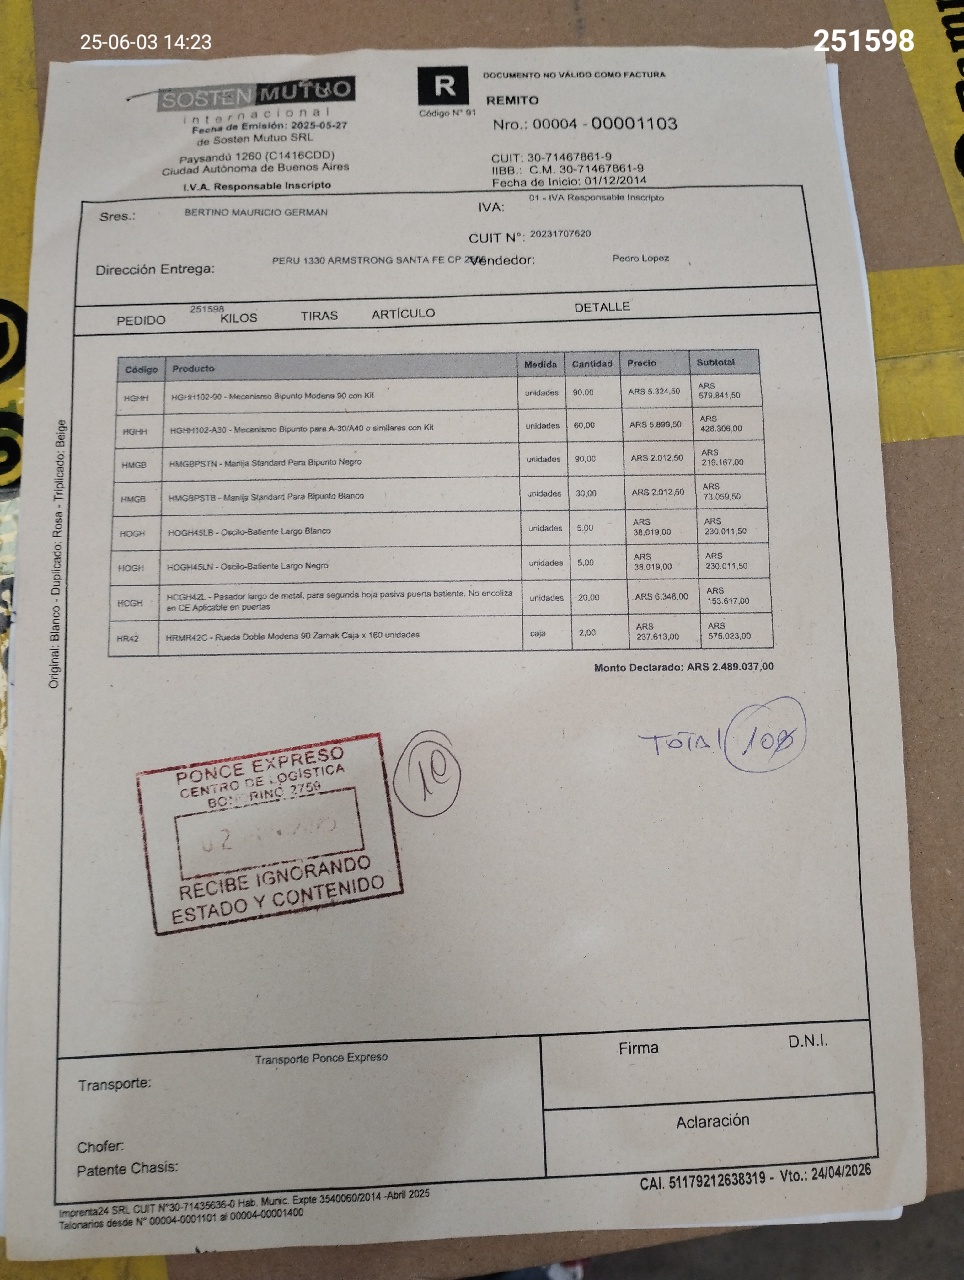 25-06-03 14:23
251598
SOSTEN MUTUO
internacional
Fecha de Emisión: 2025-05-27
de Sosten Mutuo SRL
Paysandú 1260 (C1416CDD)
Ciudad Autónoma de Buenos Aires
I.V.A. Responsable Inscripto
R
Código N° 91
DOCUMENTO NO VÁLIDO COMO FACTURA
REMITO
Nro.: 00004 - 00001103
CUIT: 30-71467861-9
IIBB.: C.M. 30-71467861-9
Fecha de Inicio: 01/12/2014
Sres.: BERTINO MAURICIO GERMAN
IVA: 01 - IVA Responsable Inscripto
CUIT N°: 20231707620
Dirección Entrega: PERU 1330 ARMSTRONG SANTA FE CP
Vendedor: Pedro Lopez
PEDIDO 251598 KILOS TIRAS ARTÍCULO DETALLE
Código Producto Medida Cantidad Precio Subtotal
HGHH HGHH102-90 - Mecanismo Bipunto Modena 90 con Kit unidades 90,00 ARS 5.324,50 ARS 579.841,50
HGHH HGHH102-A30 - Mecanismo Bipunto para A-30/A40 o similares con Kit unidades 60,00 ARS 5.899,50 ARS 428.306,00
HMGB HMGBPSTN - Manija Standard Para Bipunto Negro unidades 90,00 ARS 2.012,50 ARS 219.167,00
HMGB HMGBPSTB - Manija Standard Para Bipunto Blanco unidades 30,00 ARS 2.012,50 ARS 73.059,50
HOGH HOGH45LB - Oscilo-Batiente Largo Blanco unidades 5,00 ARS 38.019,00 ARS 230.011,50
HOGH HOGH45LN - Oscilo-Batiente Largo Negro unidades 5,00 ARS 38.019,00 ARS 230.011,50
HCGH HCGH42L - Pasador largo de metal, para segunda hoja pasiva puerta batiente. No encoliza en CE Aplicable en puertas unidades 20,00 ARS 6.348,00 ARS 153.617,00
HR42 HRMR42C - Rueda Doble Modena 90 Zamak Caja x 160 unidades caja 2,00 ARS 237.613,00 ARS 575.023,00
Monto Declarado: ARS 2.489.037,00
TOTAL
10
PONCE EXPRESO
CENTRO DE LOGÍSTICA
2759
RECIBE IGNORANDO
ESTADO Y CONTENIDO
Original: Blanco - Duplicado: Rosa - Triplicado: Beige
Transporte: Transporte Ponce Expreso
Chofer:
Patente Chasis:
Firma D.N.I.
Aclaración
Imprenta24 SRL CUIT N°30-71435636-0 Hab. Munic. Expte 3540060/2014 -Abril 2025
Talonarios desde N° 00004-0001101 al 00004-00001400
CAI. 51179212638319 - Vto.: 24/04/2026